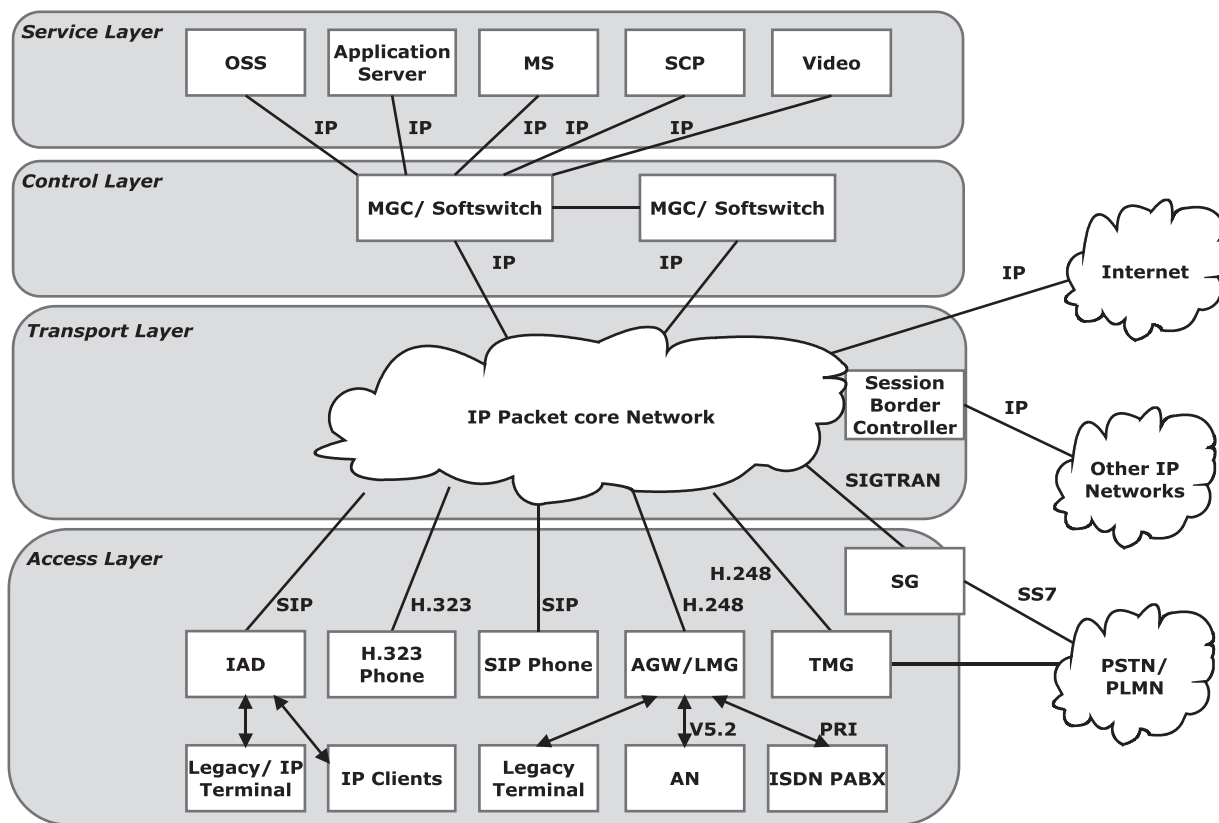 Service Layer
OSS
Application
Server
MS
SCP
Video
IP
IP
IP
IP
IP
Control Layer
MGC/ Softswitch
MGC/ Softswitch
IP
IP
IP
Internet
Transport Layer
IP Packet core Network
Session
Border
Controller
IP
Other IP
Networks
SIGTRAN
Access Layer
SIP
H.323
SIP
H.248
H.248
SG
SS7
IAD
H.323
Phone
SIP Phone
AGW/LMG
TMG
PSTN/
PLMN
V5.2
PRI
Legacy/ IP
Terminal
IP Clients
Legacy
Terminal
AN
ISDN PABX